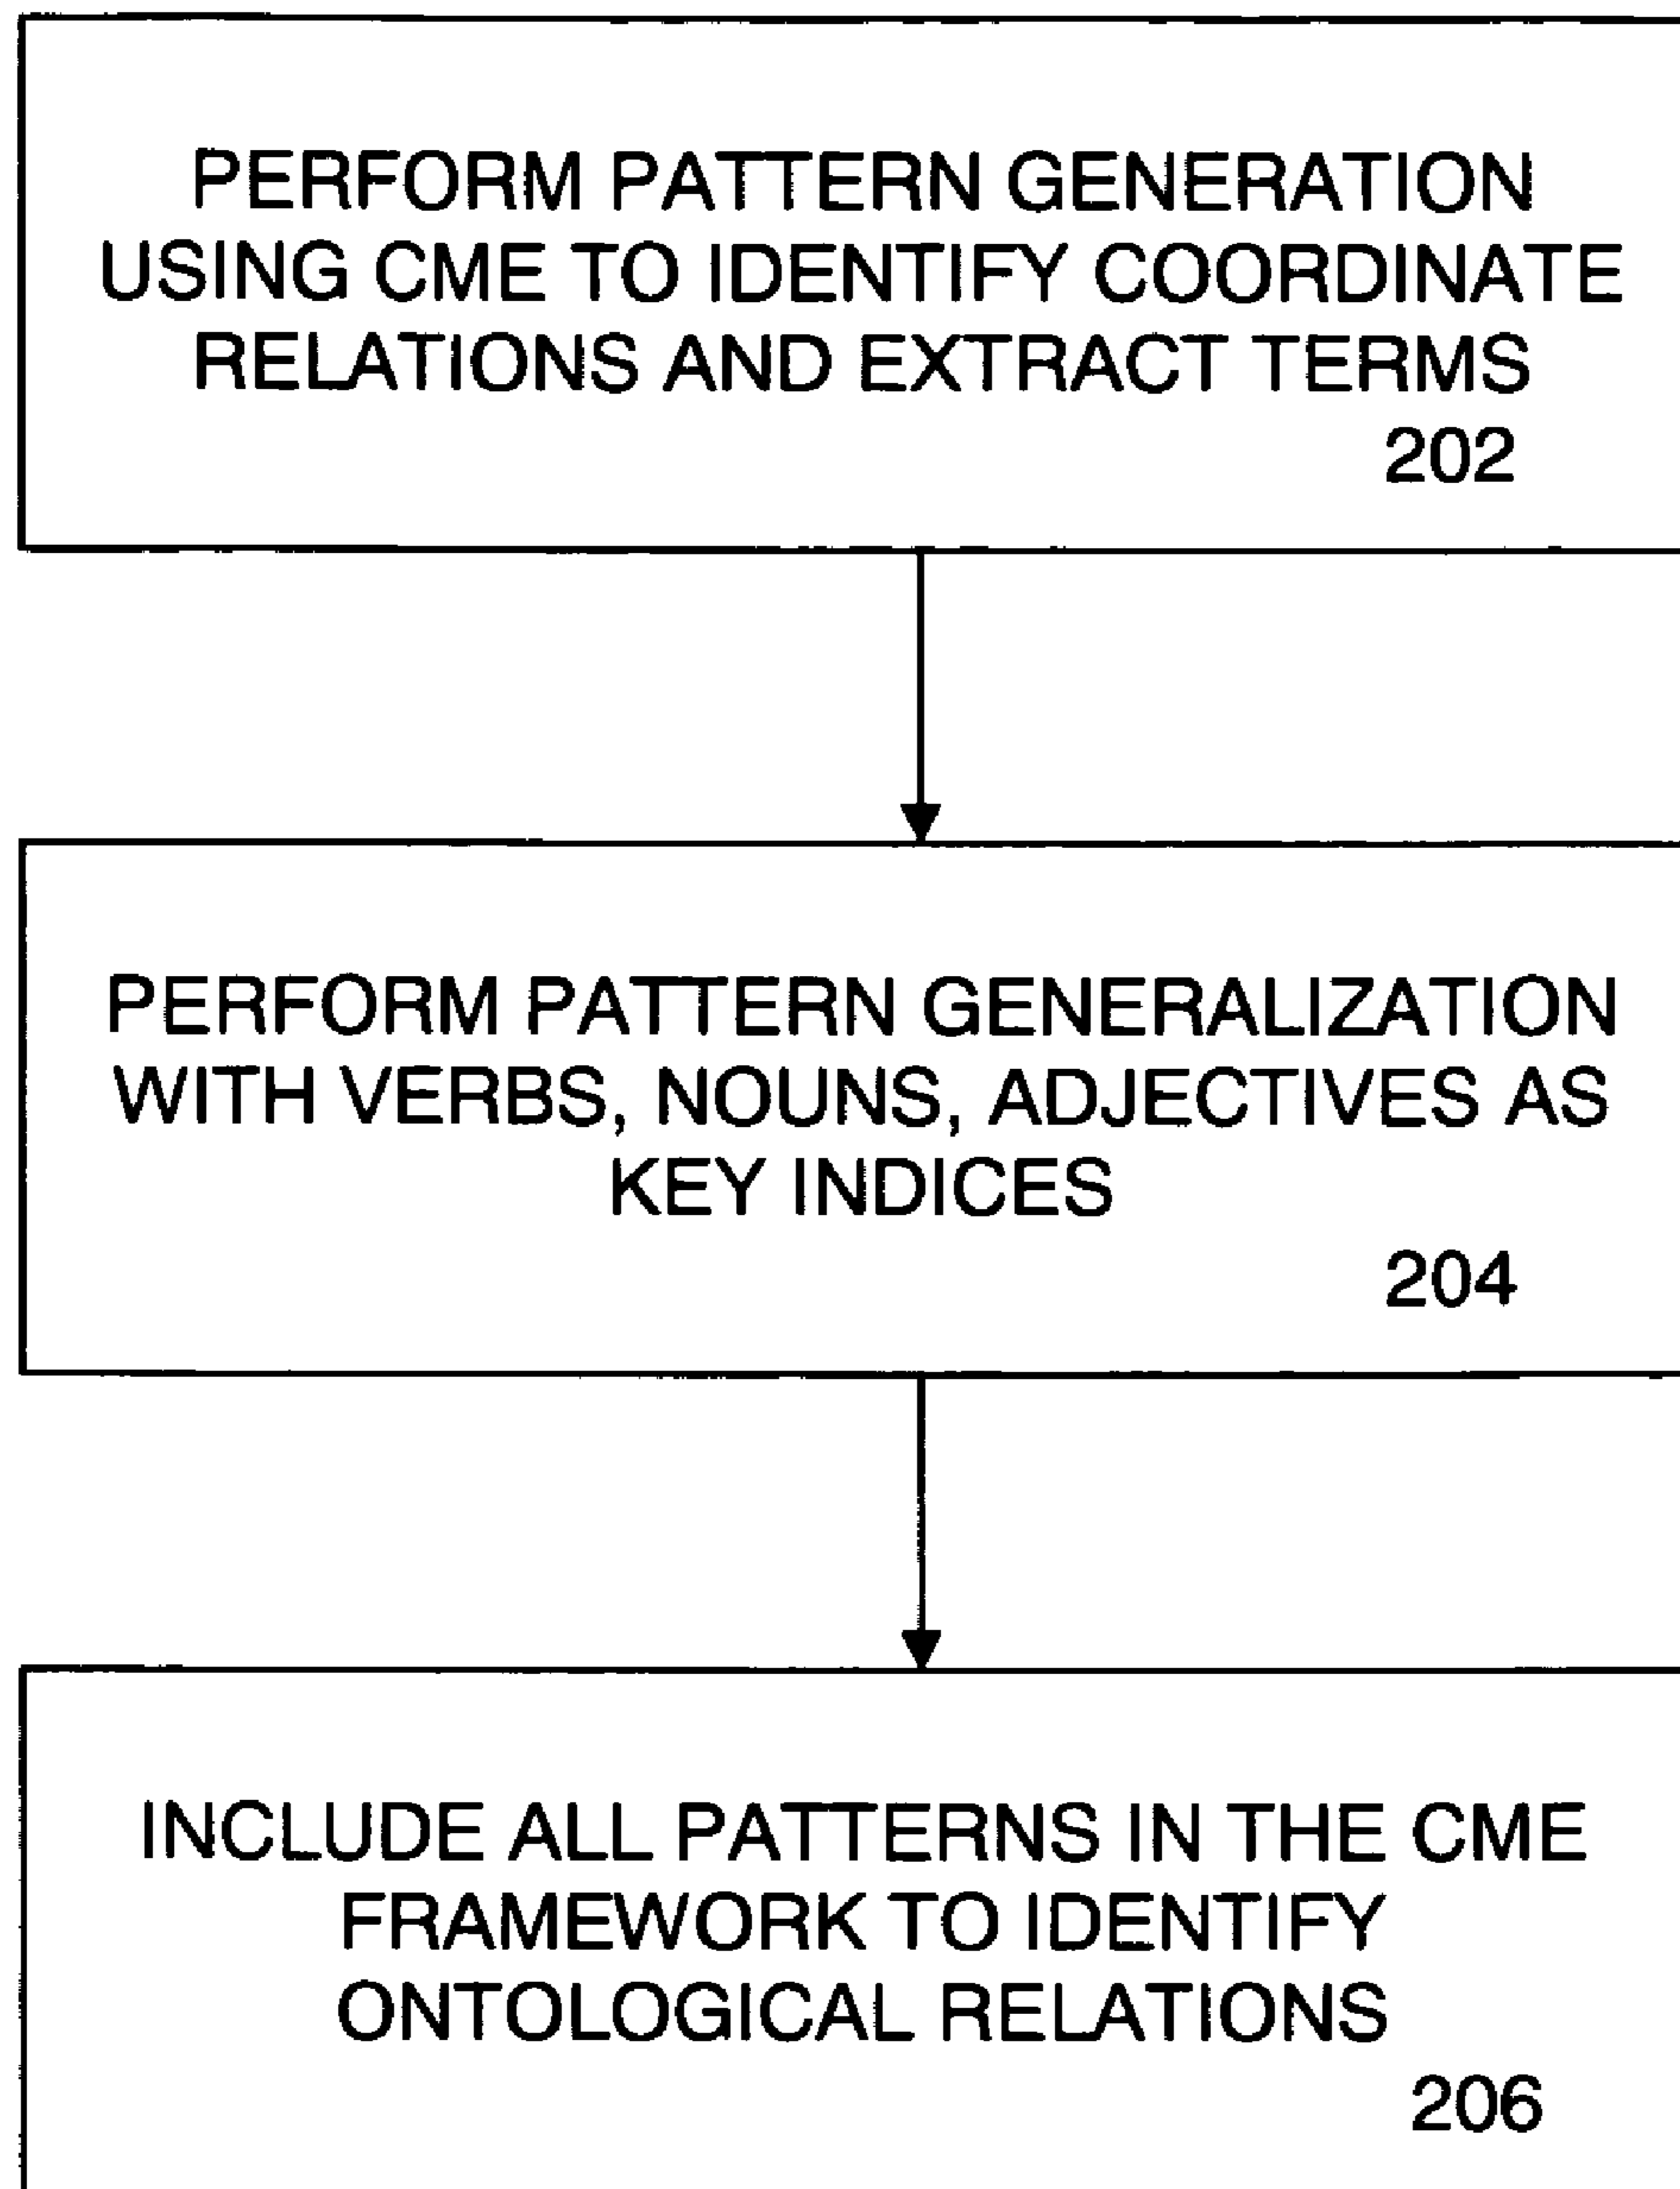 PERFORM PATTERN GENERATION
USING CME TO IDENTIFY COORDINATE
RELATIONS AND EXTRACT TERMS
202
PERFORM PATTERN GENERALIZATION
WITH VERBS, NOUNS, ADJECTIVES AS
KEY INDICES
204
INCLUDE ALL PATTERNS IN THE CME
FRAMEWORK TO IDENTIFY
ONTOLOGICAL RELATIONS
206